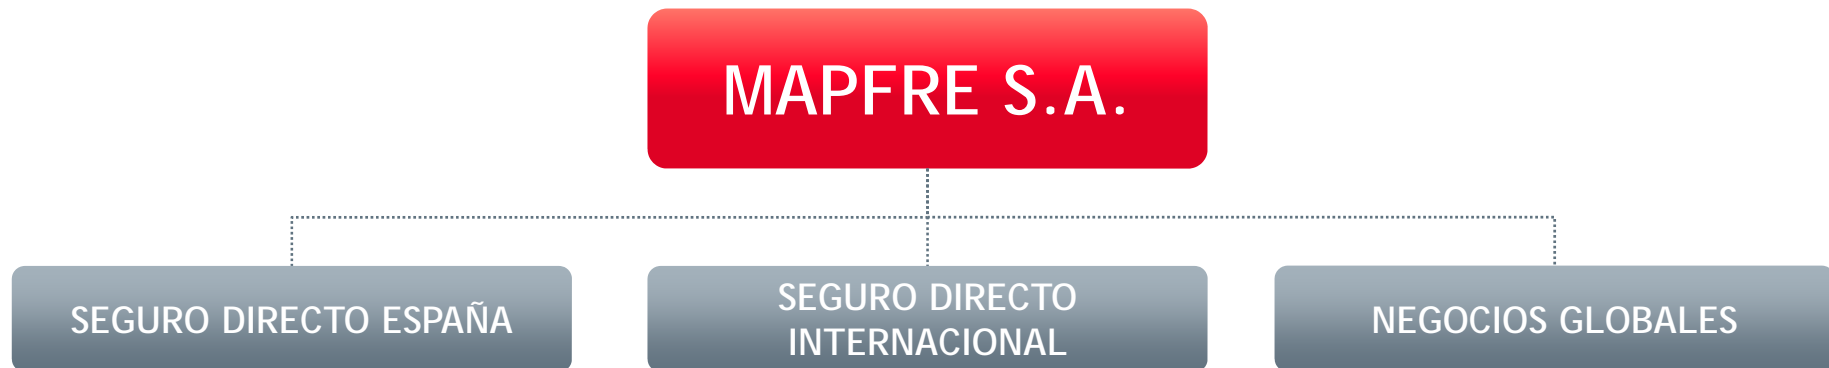 MAPFRE S.A.
SEGURO DIRECTO ESPAÑA
SEGURO DIRECTO
INTERNACIONAL
NEGOCIOS GLOBALES